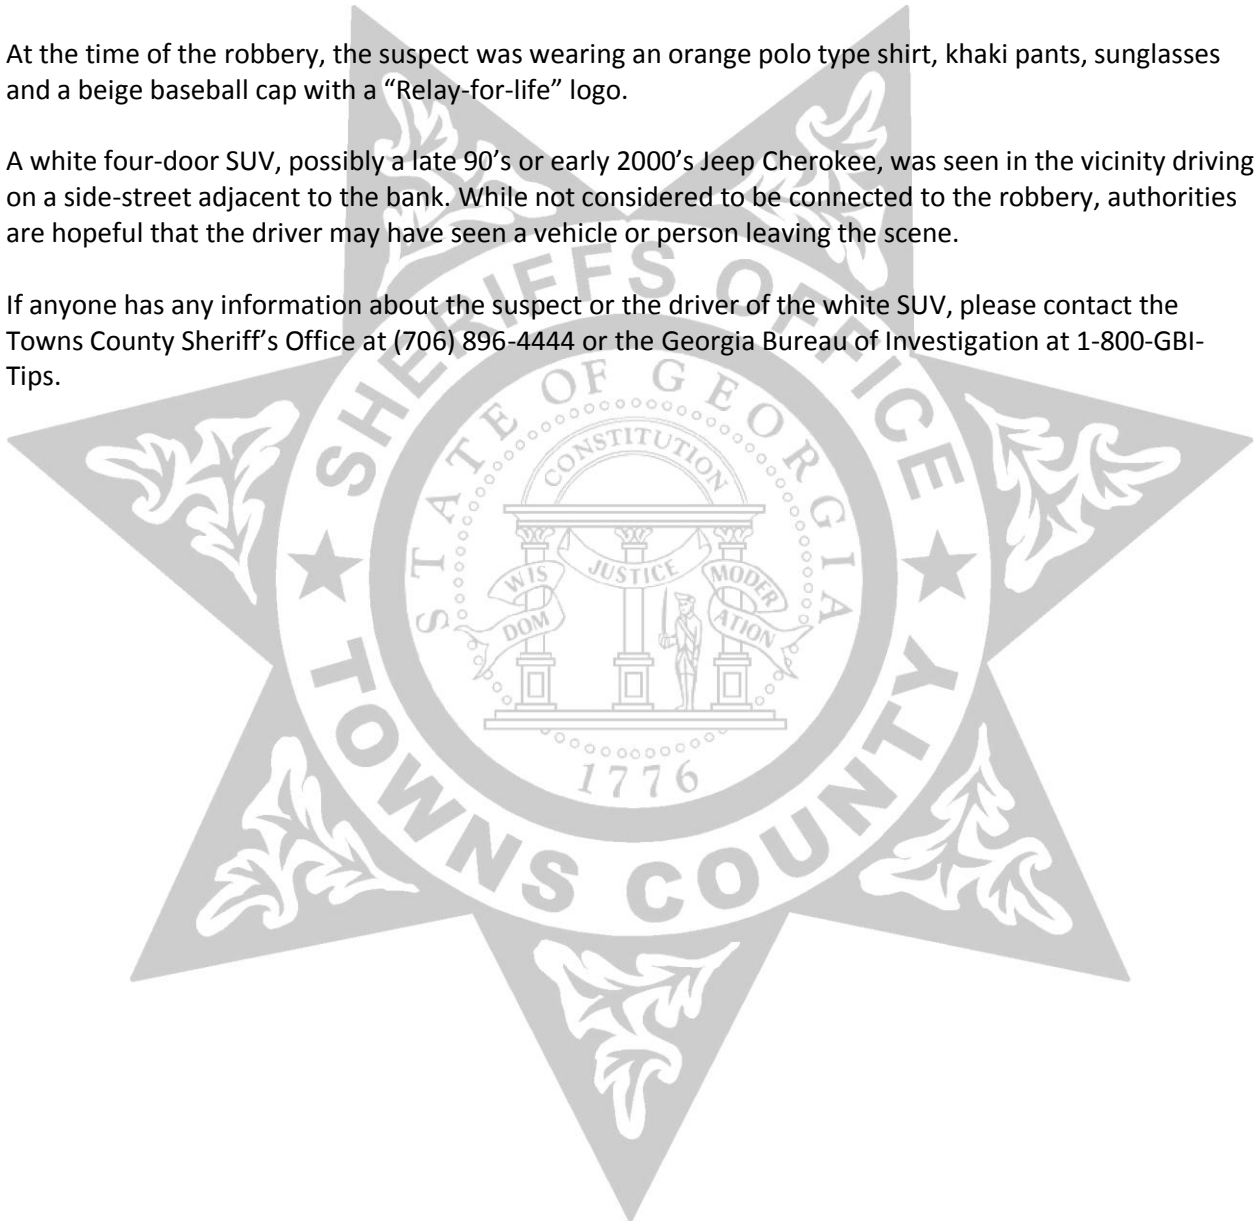 At the time of the robbery, the suspect was wearing an orange polo type shirt, khaki pants, sunglasses
and a beige baseball cap with a “Relay-for-life” logo.
A white four-door SUV, possibly a late 90’s or early 2000’s Jeep Cherokee, was seen in the vicinity driving
on a side-street adjacent to the bank. While not considered to be connected to the robbery, authorities
are hopeful that the driver may have seen a vehicle or person leaving the scene.
If anyone has any information about the suspect or the driver of the white SUV, please contact the
Towns County Sheriff’s Office at (706) 896-4444 or the Georgia Bureau of Investigation at 1-800-GBI-
Tips.
SHERIFFS OFFICE
STATE OF GEORGIA
CONSTITUTION
WIS
DOM
JUSTICE
MODER
ATION
1776
TOWNS COUNTY